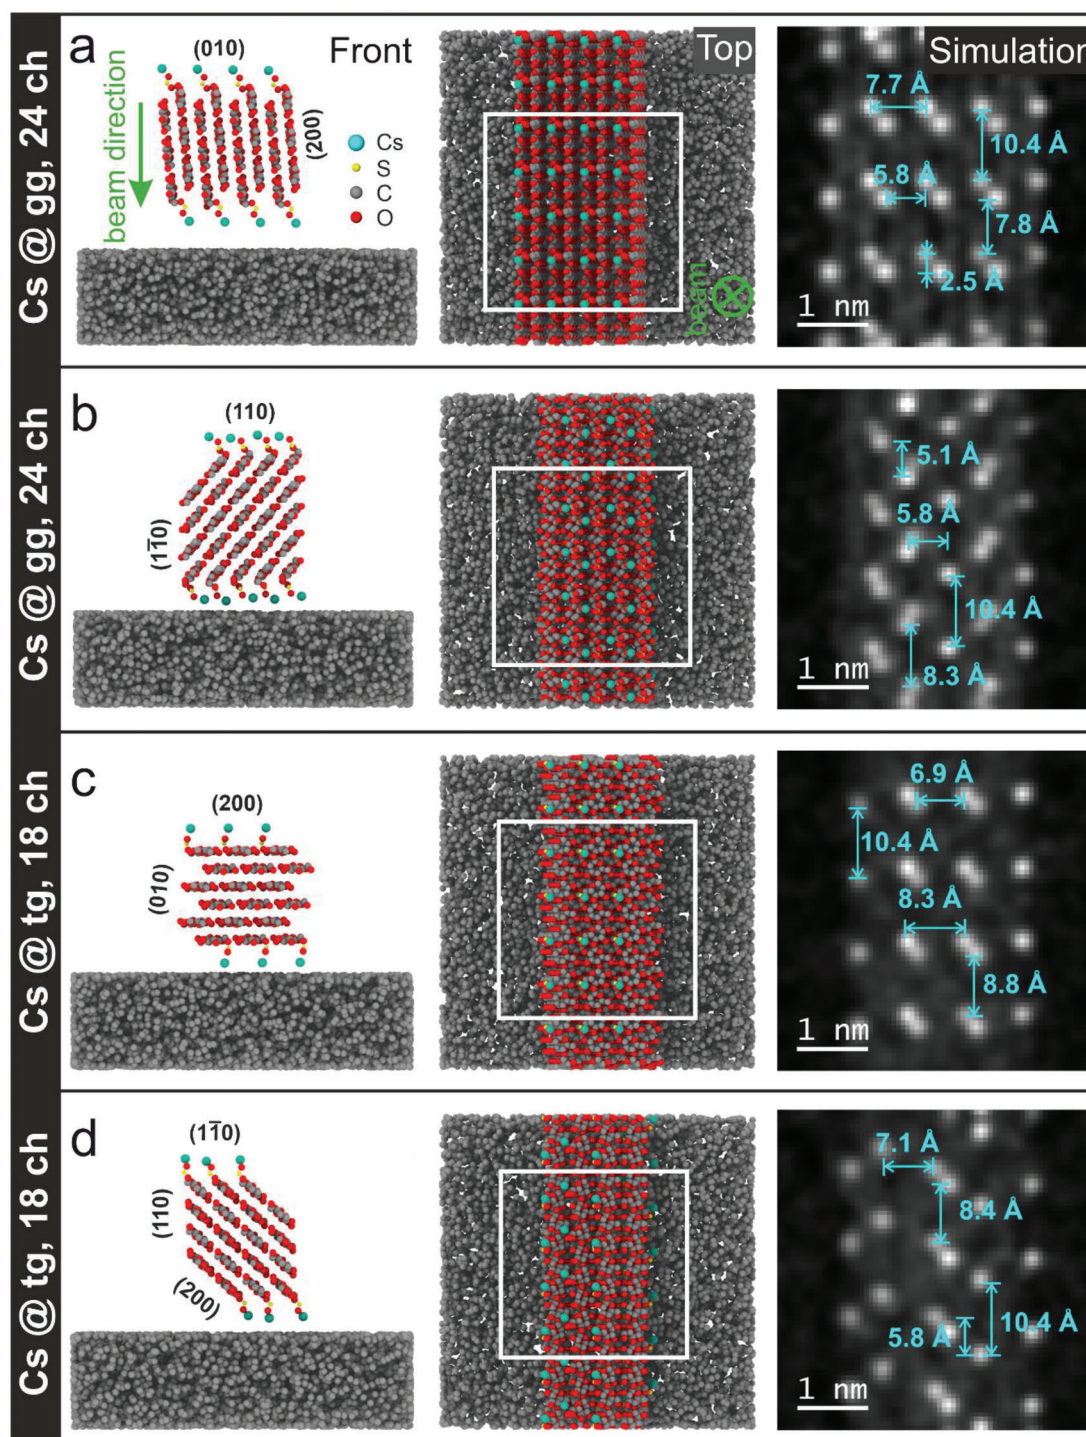 Cs @ gg, 24 ch
a
(010)
Front
beam direction
(200)
Cs
S
C
O
Top
beam
Simulation
7.7 Å
10.4 Å
5.8 Å
7.8 Å
2.5 Å
1 nm
Cs @ gg, 24 ch
b
(110)
(11̄0)
5.1 Å
5.8 Å
10.4 Å
8.3 Å
1 nm
Cs @ tg, 18 ch
c
(200)
(010)
6.9 Å
10.4 Å
8.3 Å
8.8 Å
1 nm
Cs @ tg, 18 ch
d
(11̄0)
(110)
(200)
7.1 Å
8.4 Å
10.4 Å
5.8 Å
1 nm